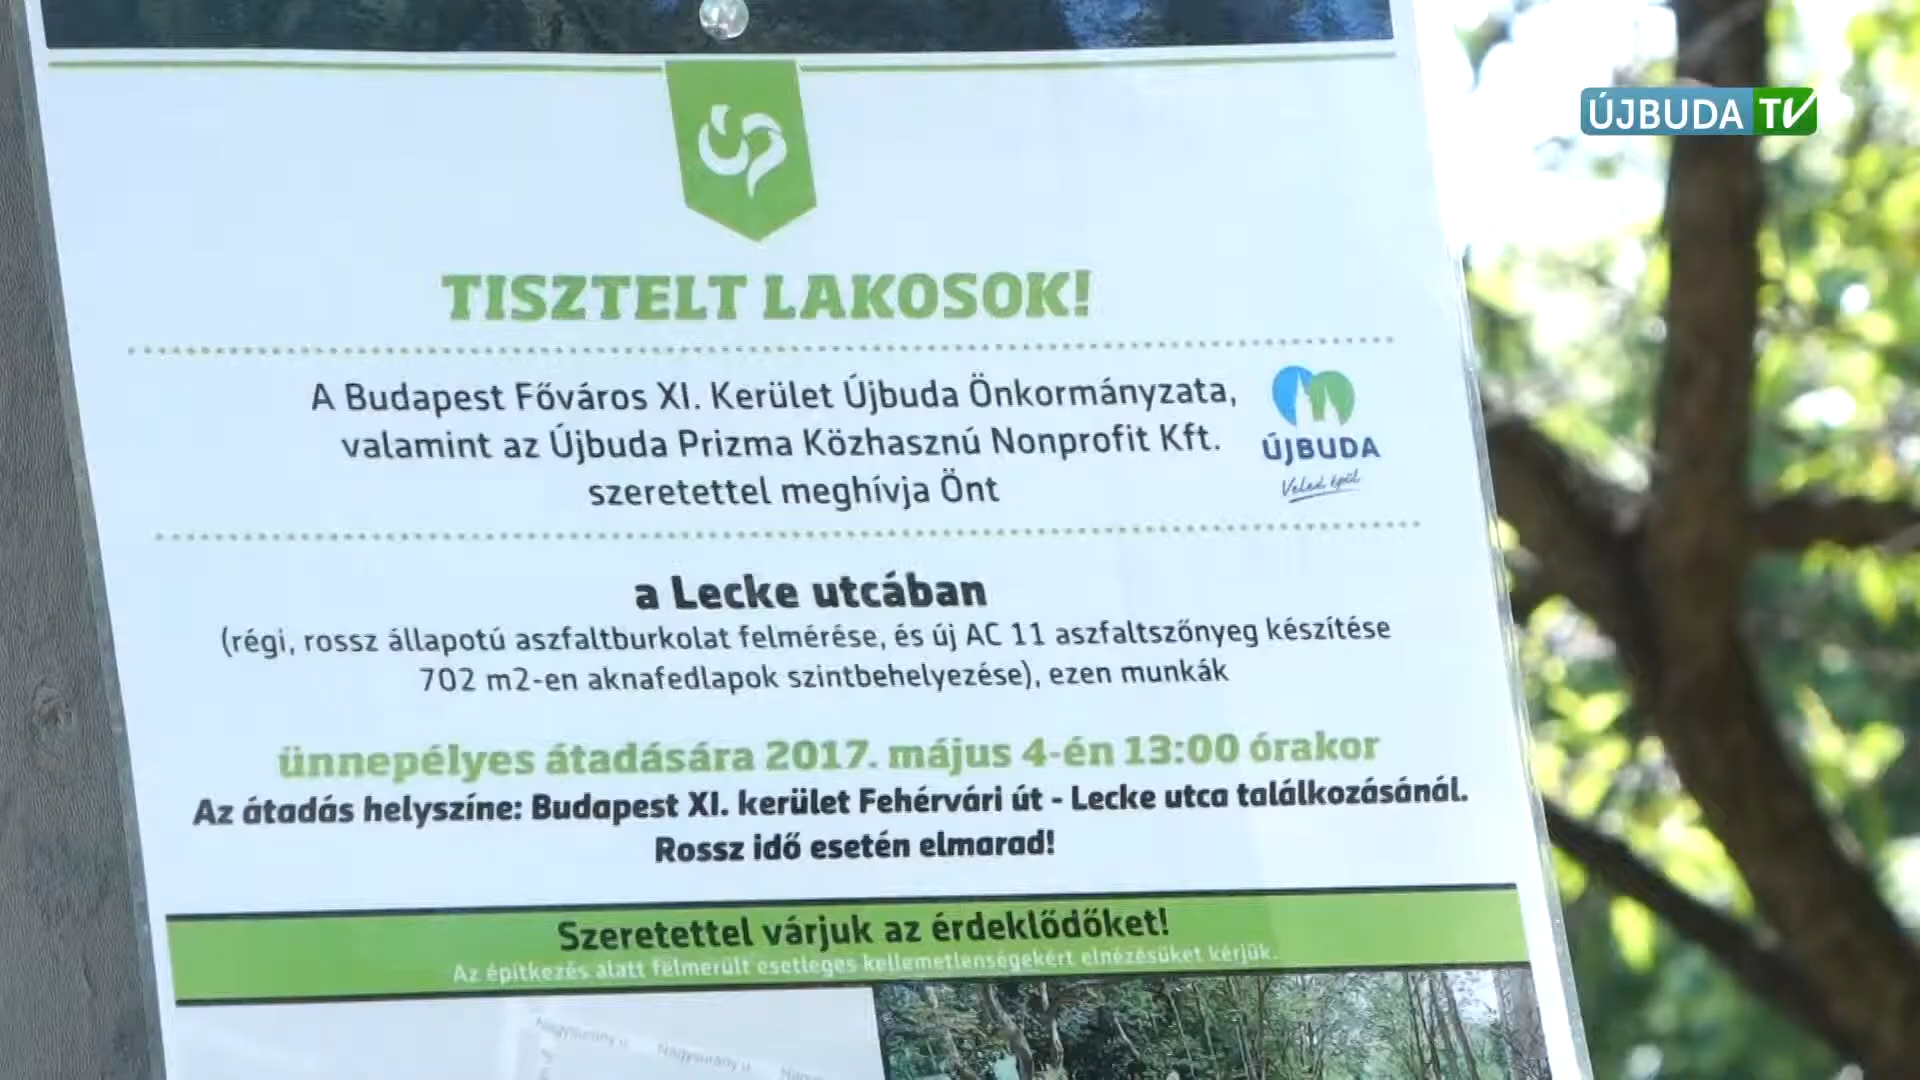 ÚJBUDA TV
TISZTELT LAKOSOK!
A Budapest Főváros XI. Kerület Újbuda Önkormányzata,
valamint az Újbuda Prizma Közhasznú Nonprofit Kft.
szeretettel meghívja Önt
ÚJBUDA
Veled épül
a Lecke utcában
(régi, rossz állapotú aszfaltburkolat felmérése, és új AC 11 aszfaltszőnyeg készítése
702 m2-en aknafedlapok szintbehelyezése), ezen munkák
ünnepélyes átadására 2017. május 4-én 13:00 órakor
Az átadás helyszíne: Budapest XI. kerület Fehérvári út - Lecke utca találkozásánál.
Rossz idő esetén elmarad!
Szeretettel várjuk az érdeklődőket!
Az építkezés alatt felmerült esetleges kellemetlenségekért elnézésüket kérjük.
Nagysurány u.
Nagysurány u.